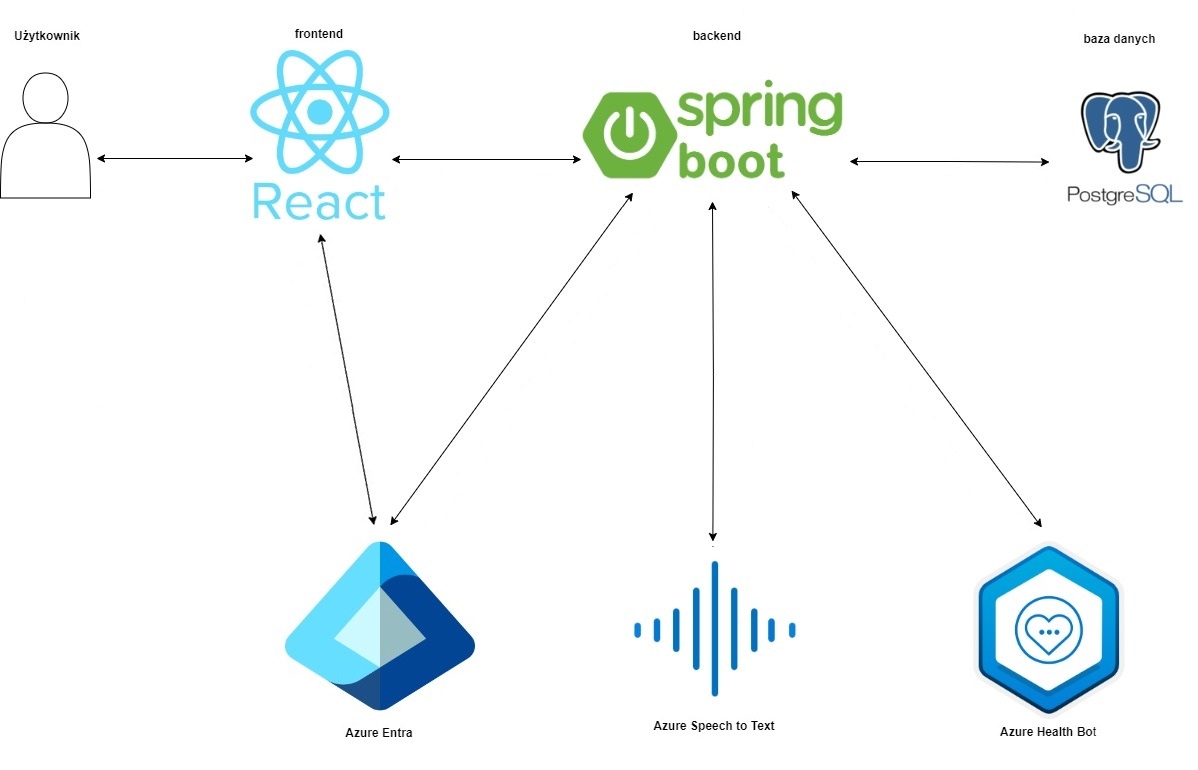 Użytkownik
frontend
backend
baza danych
React
spring
boot
PostgreSQL
Azure Entra
Azure Speech to Text
Azure Health Bot